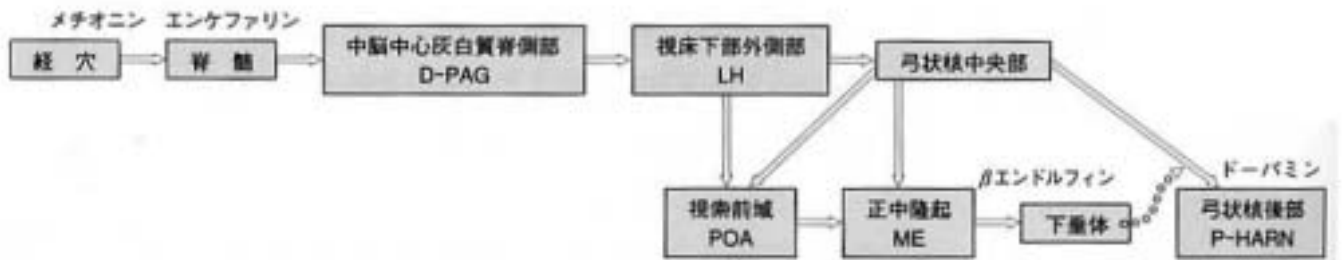 メチオニン エンケファリン
経 穴
脊 髄
中脳中心灰白質脊側部
D-PAG
視床下部外側部
LH
弓状核中央部
視索前域
POA
正中隆起
ME
βエンドルフィン
下垂体
ドーパミン
弓状核後部
P-HARN